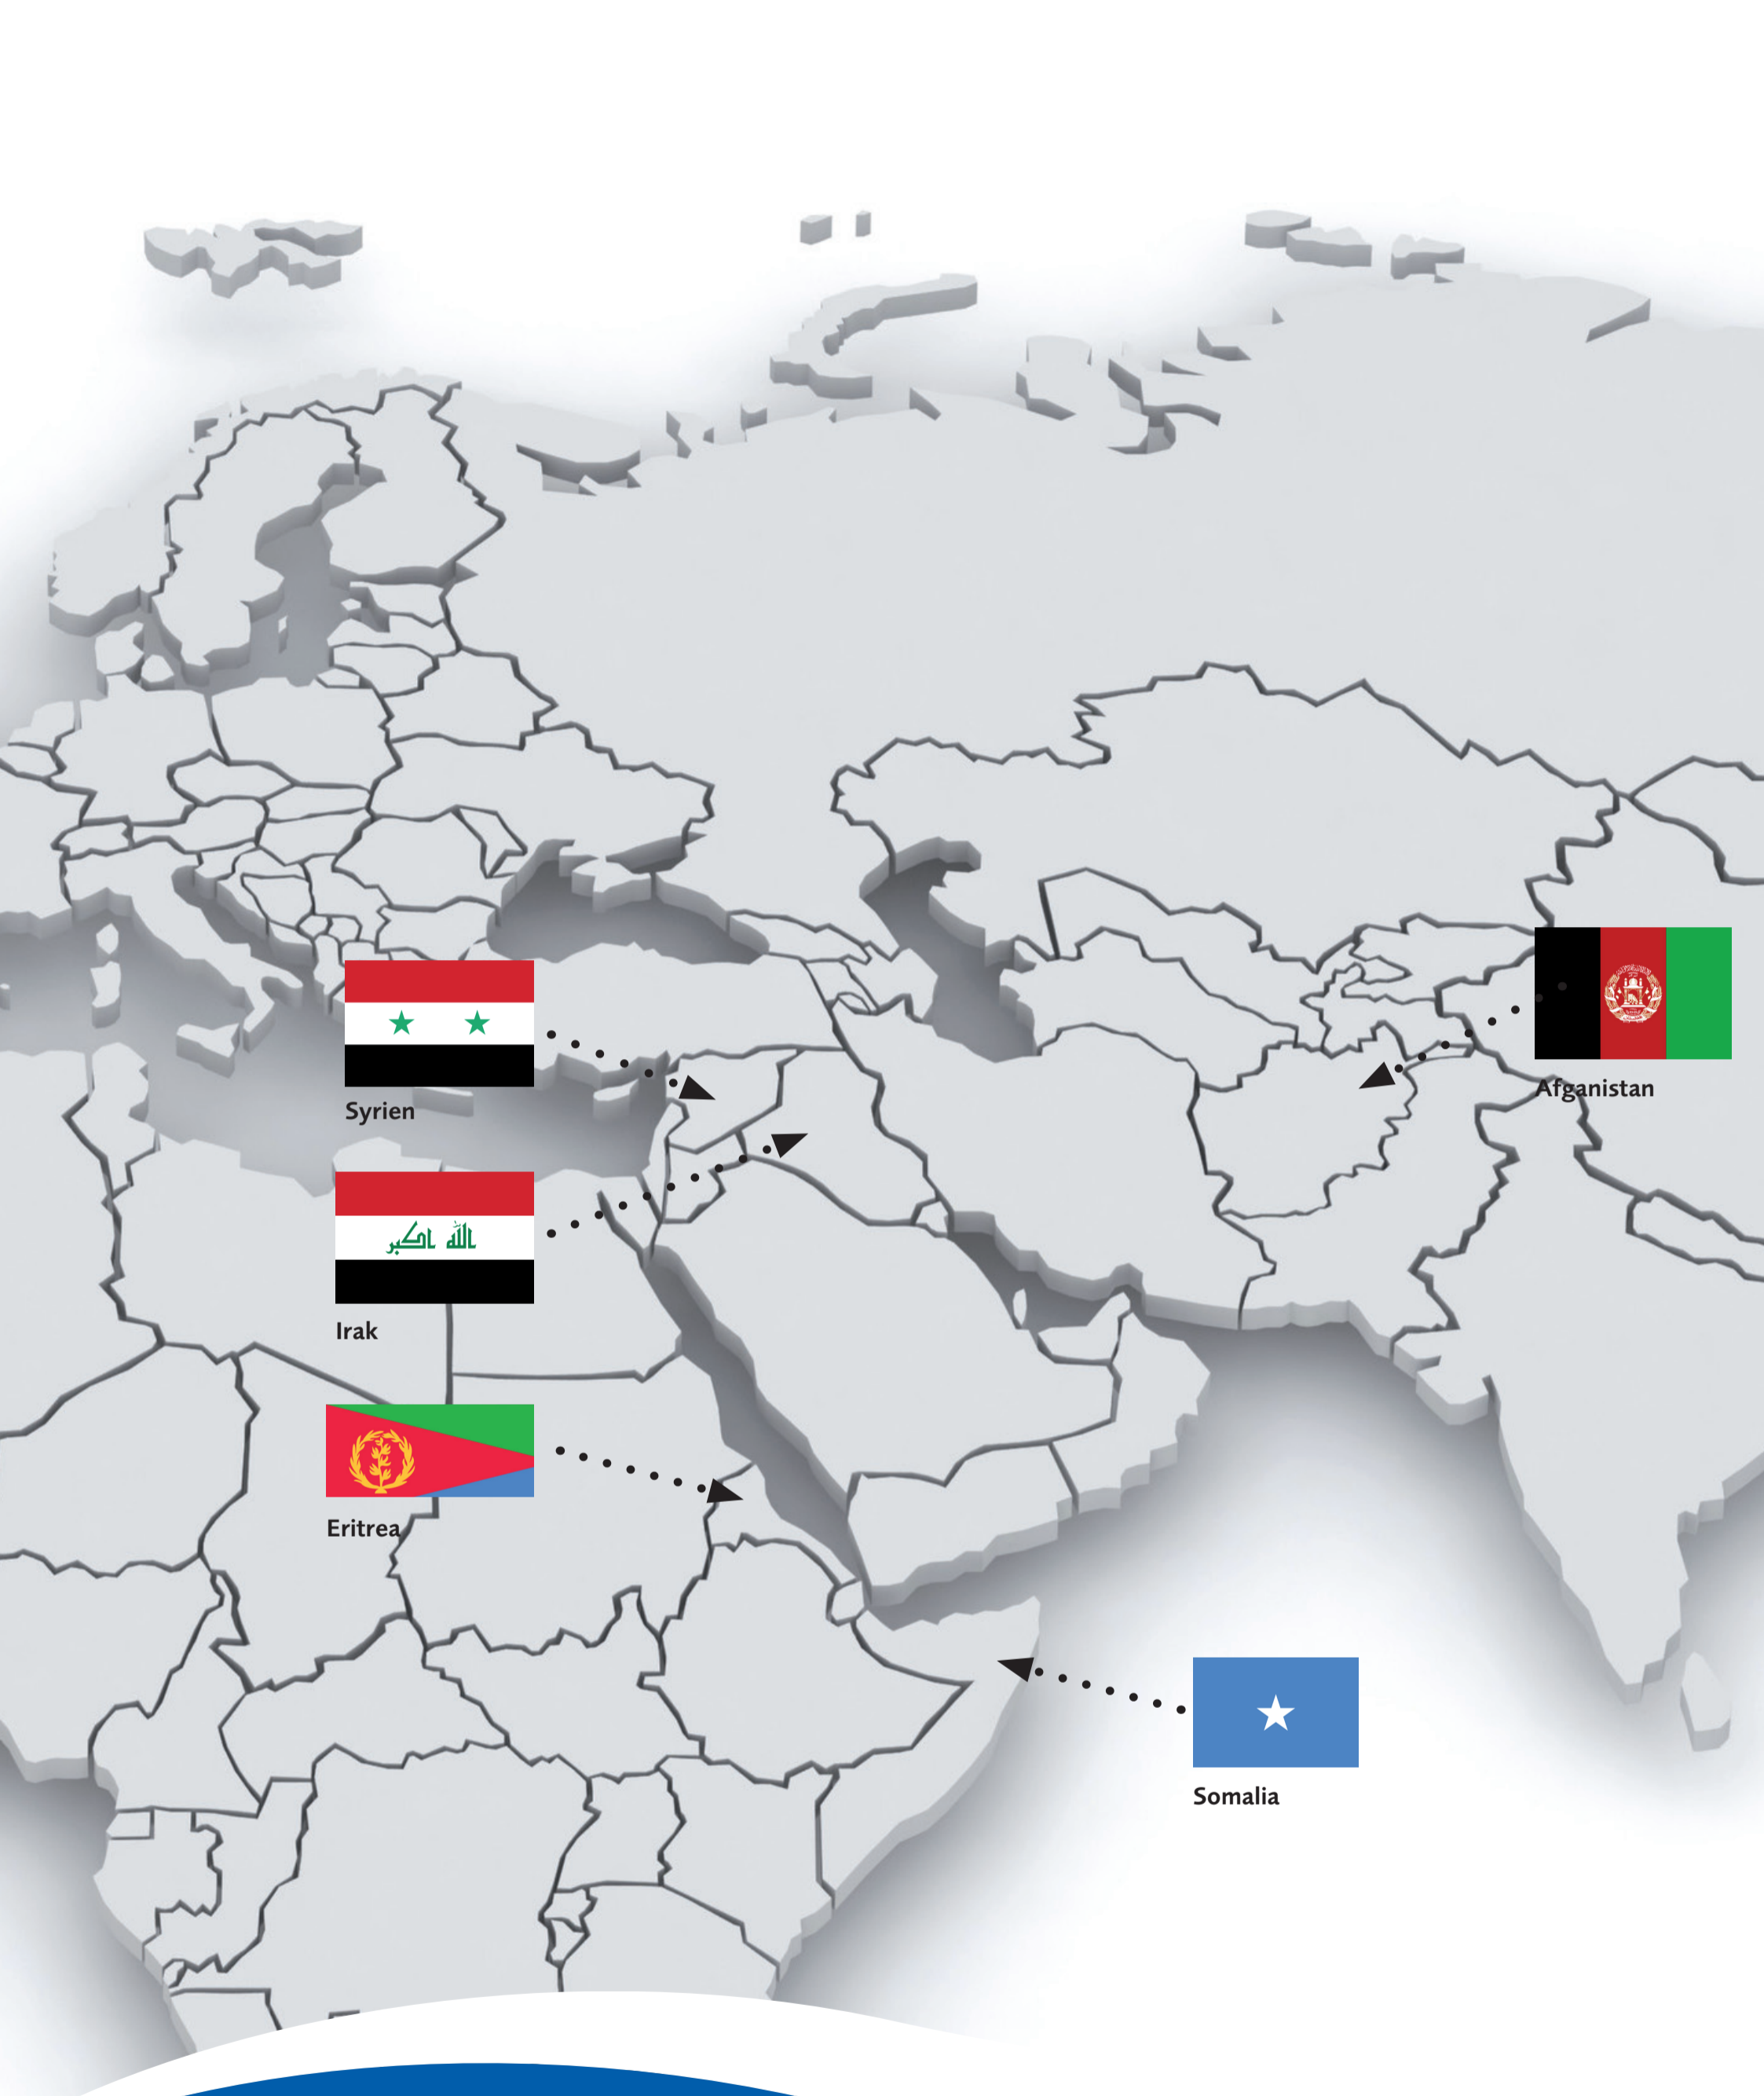 Syrien
Afganistan
الله اكبر
Irak
Eritrea
Somalia